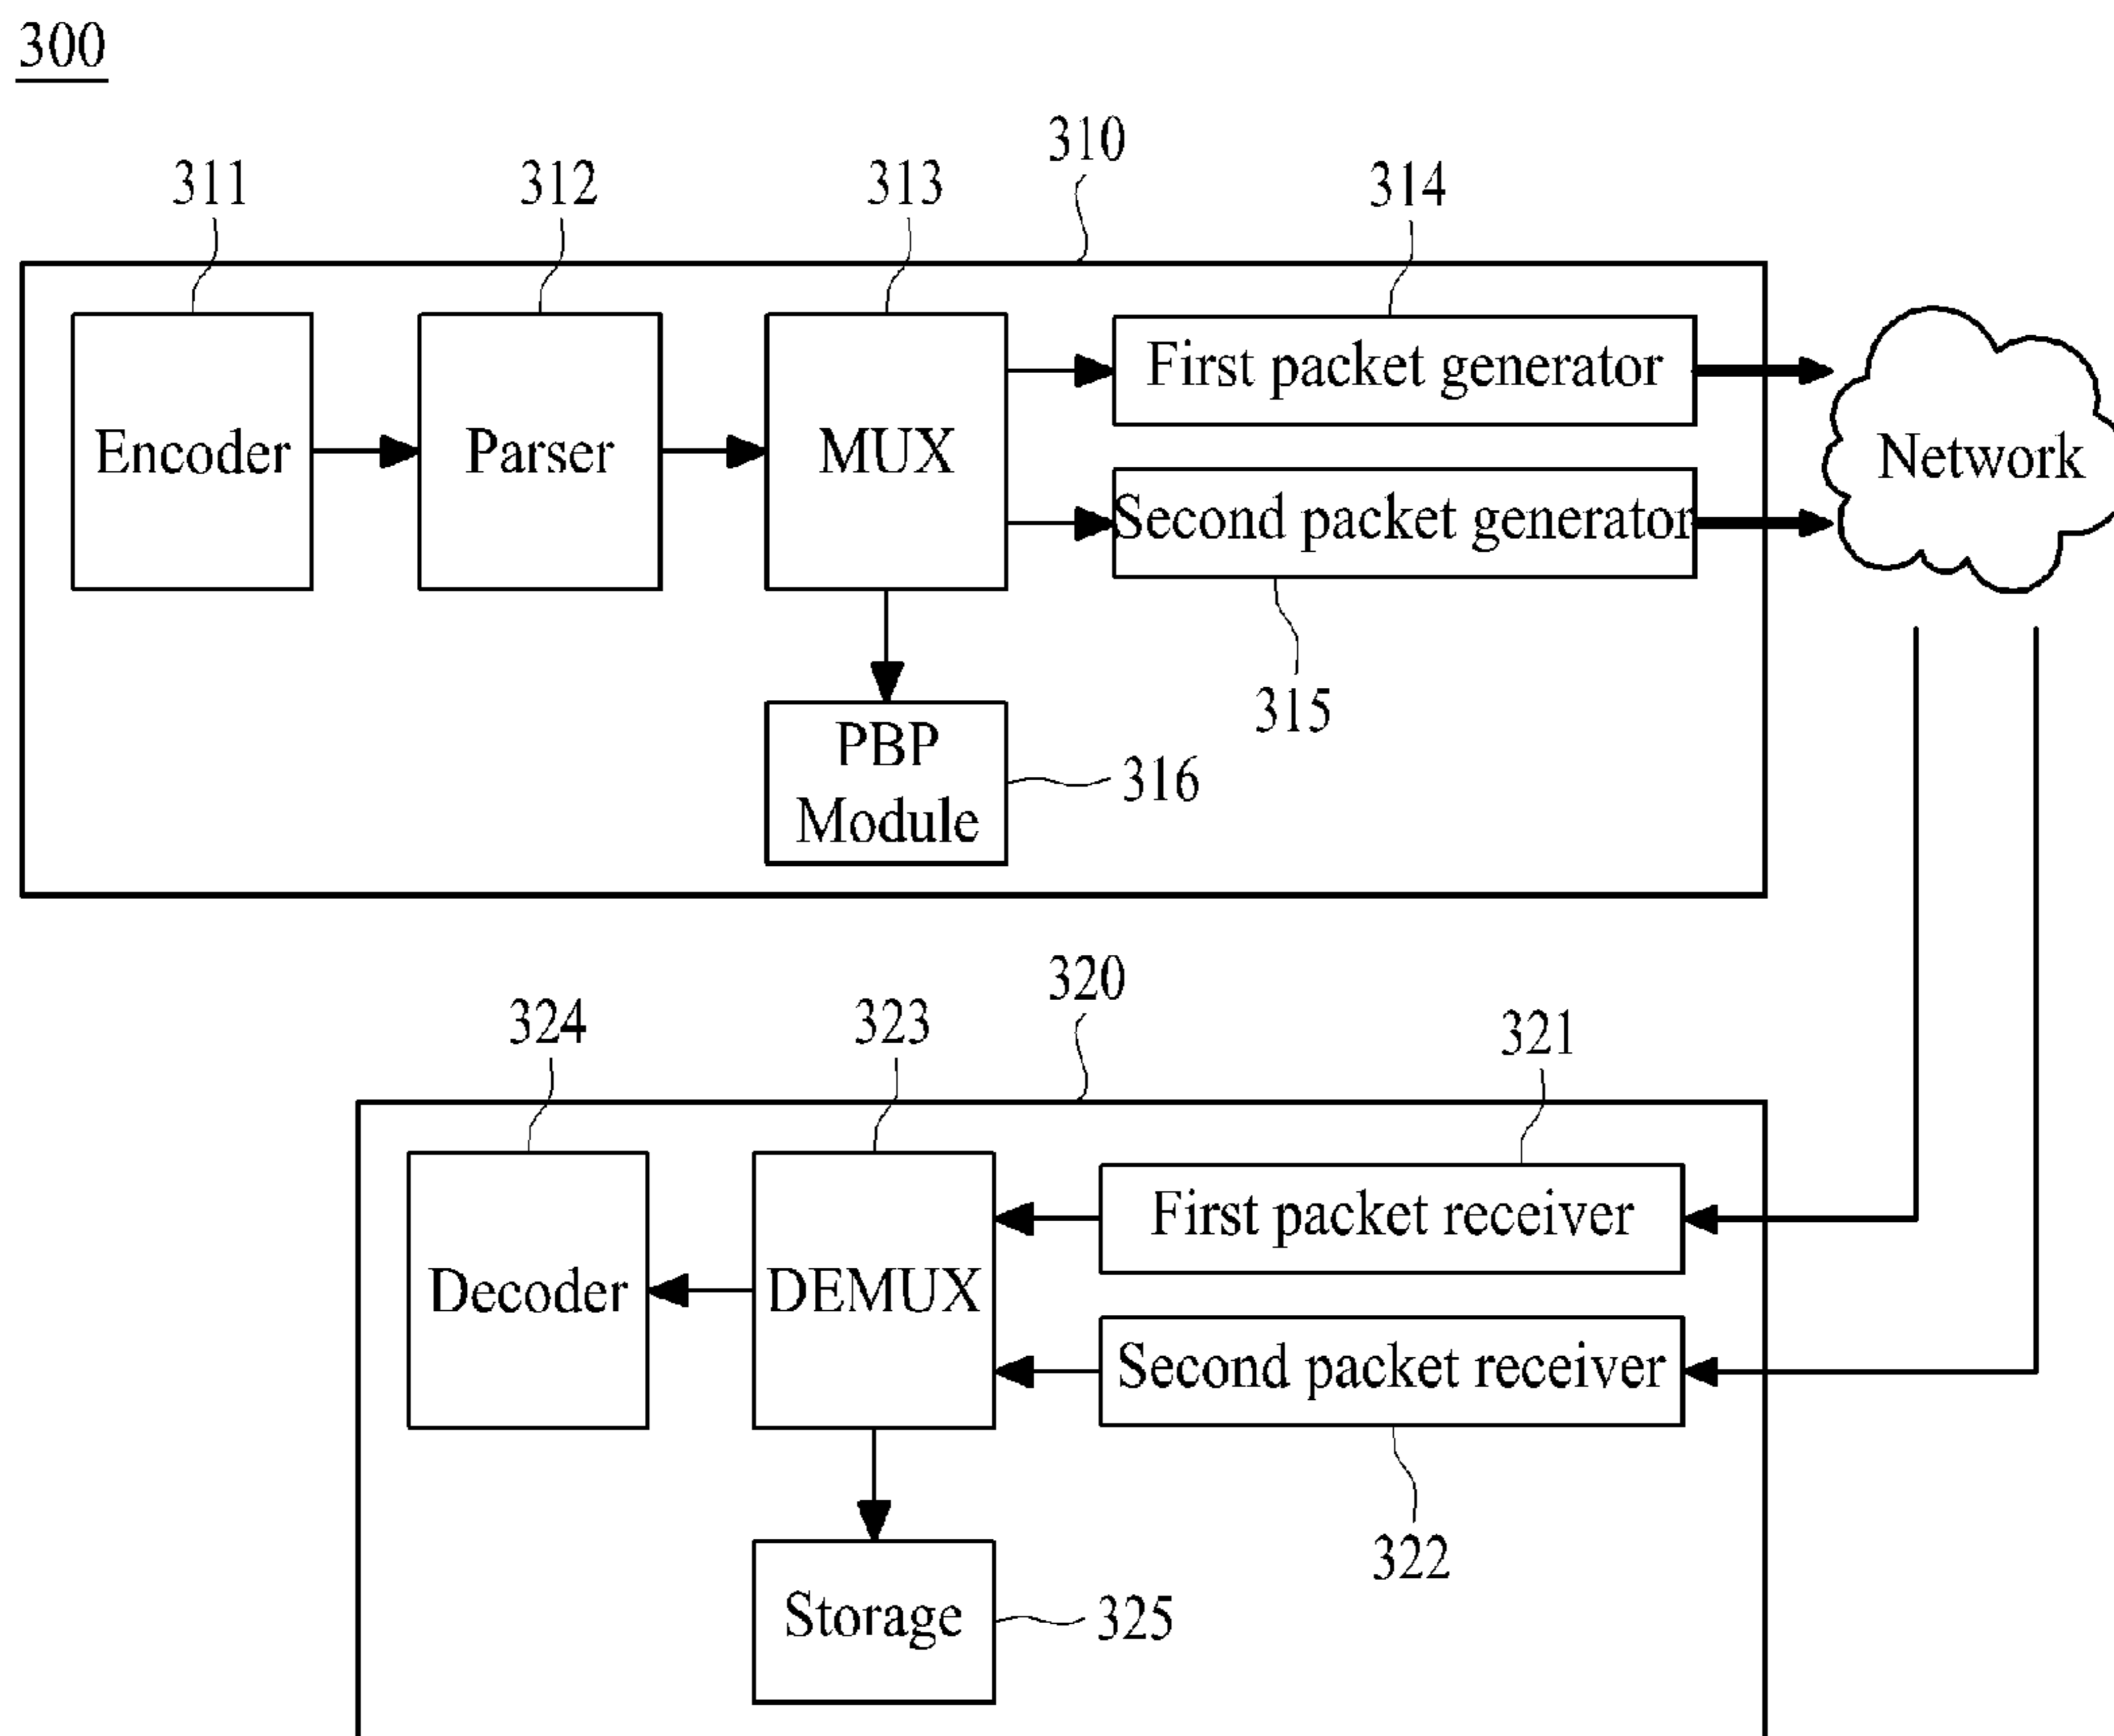 300
310
311
312
313
314
Encoder
Parser
MUX
First packet generator
Second packet generator
Network
315
PBP
Module
316
320
324
323
321
Decoder
DEMUX
First packet receiver
Second packet receiver
322
Storage
325